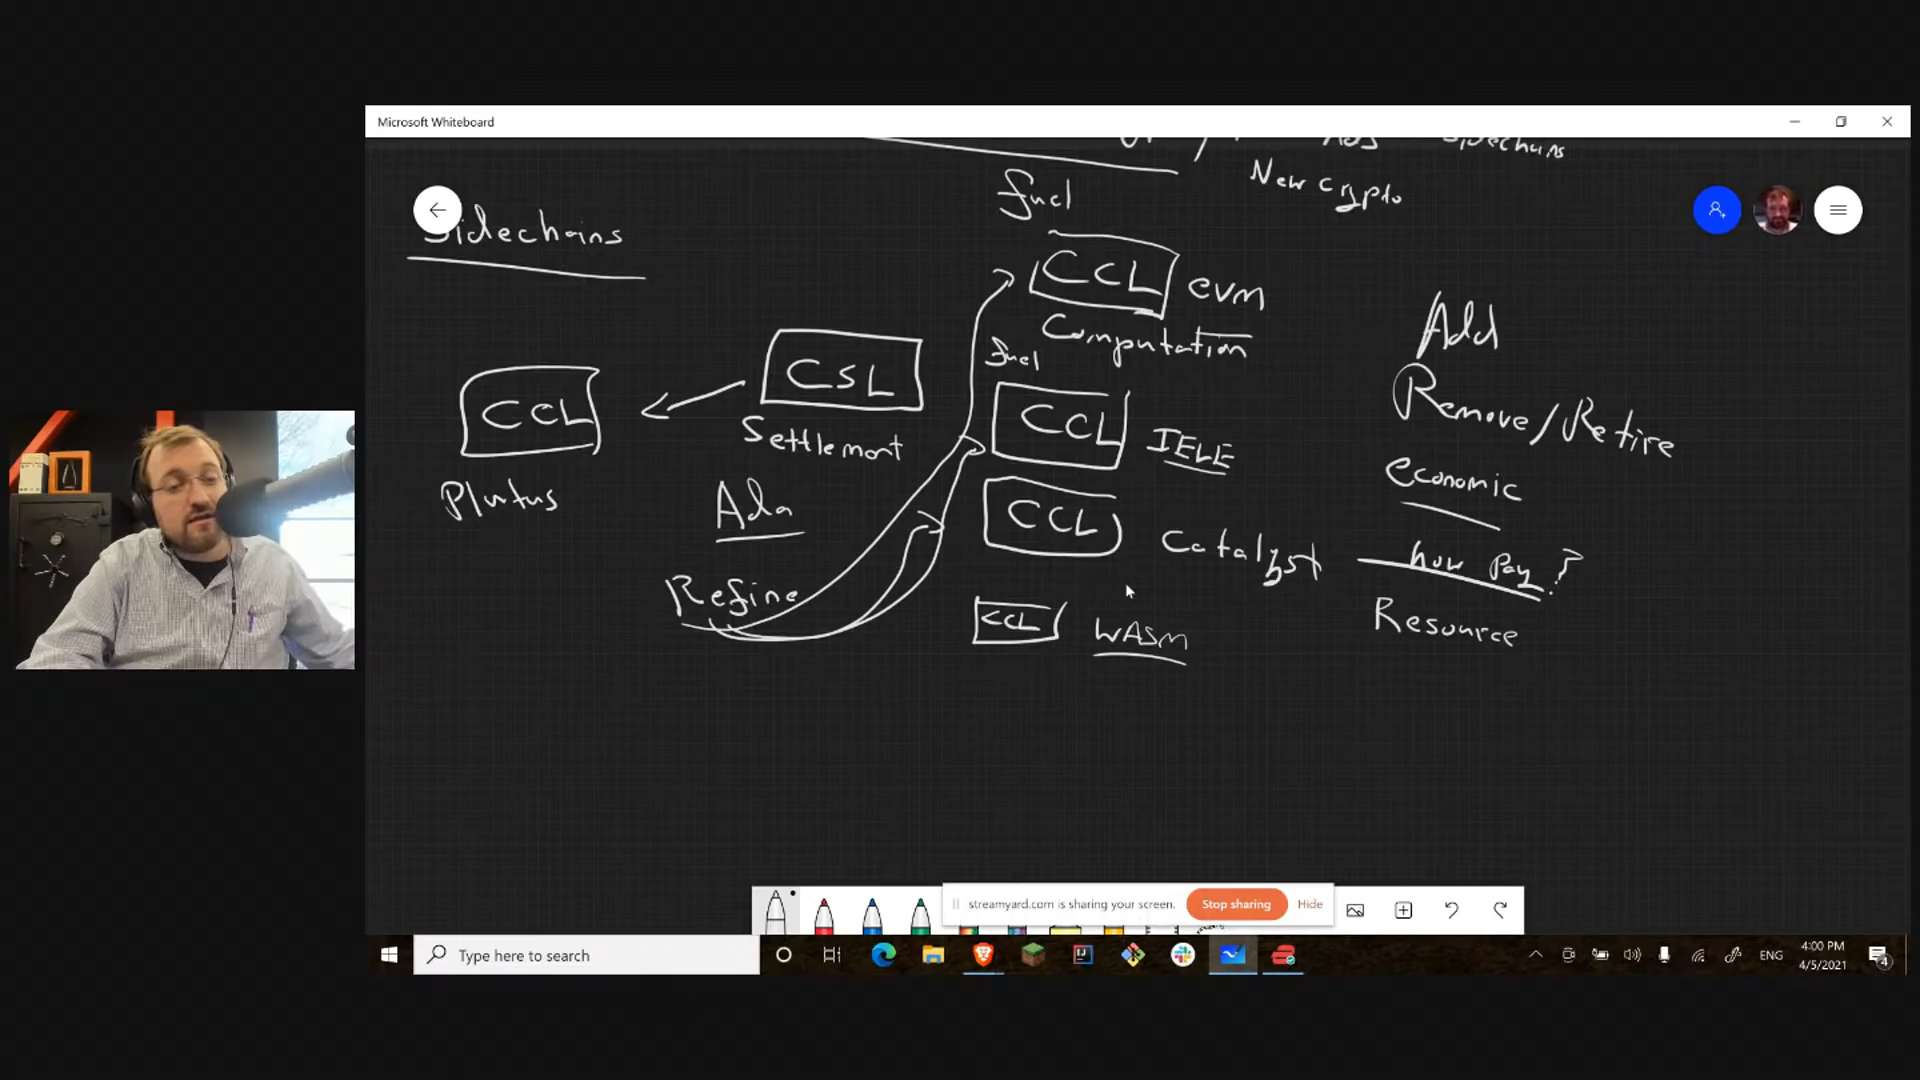 Microsoft Whiteboard
Sidechains
New Crypto
Fuel
Sidechains
CCL evm
Computation
Fuel
CCL
Plutus
CSL
Settlement
Ada
Refine
CCL IELE
CCL Catalyst
CCL WASM
Add
Remove/Retire
economic
how pay?
Resource
streamyard.com is sharing your screen.
Stop sharing
Hide
Type here to search
ENG
4:00 PM
4/5/2021
4